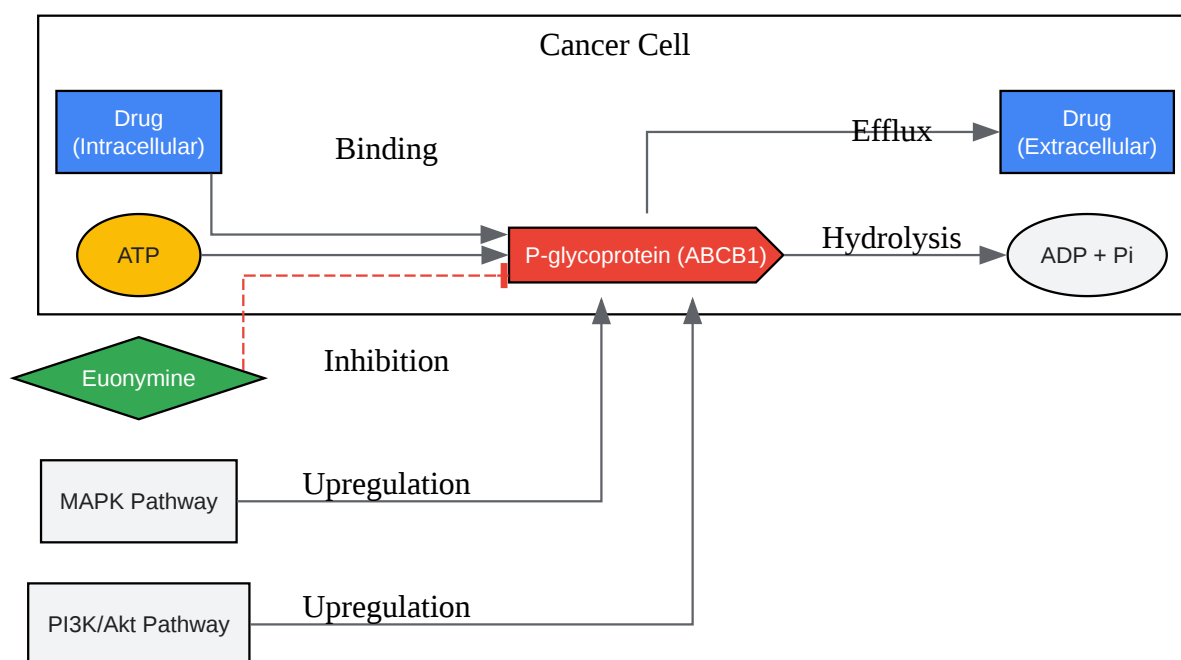 Cancer Cell
Drug
(Intracellular)
Binding
Efflux
Drug
(Extracellular)
ATP
P-glycoprotein (ABCB1)
Hydrolysis
ADP + Pi
Euonymine
Inhibition
MAPK Pathway
Upregulation
PI3K/Akt Pathway
Upregulation